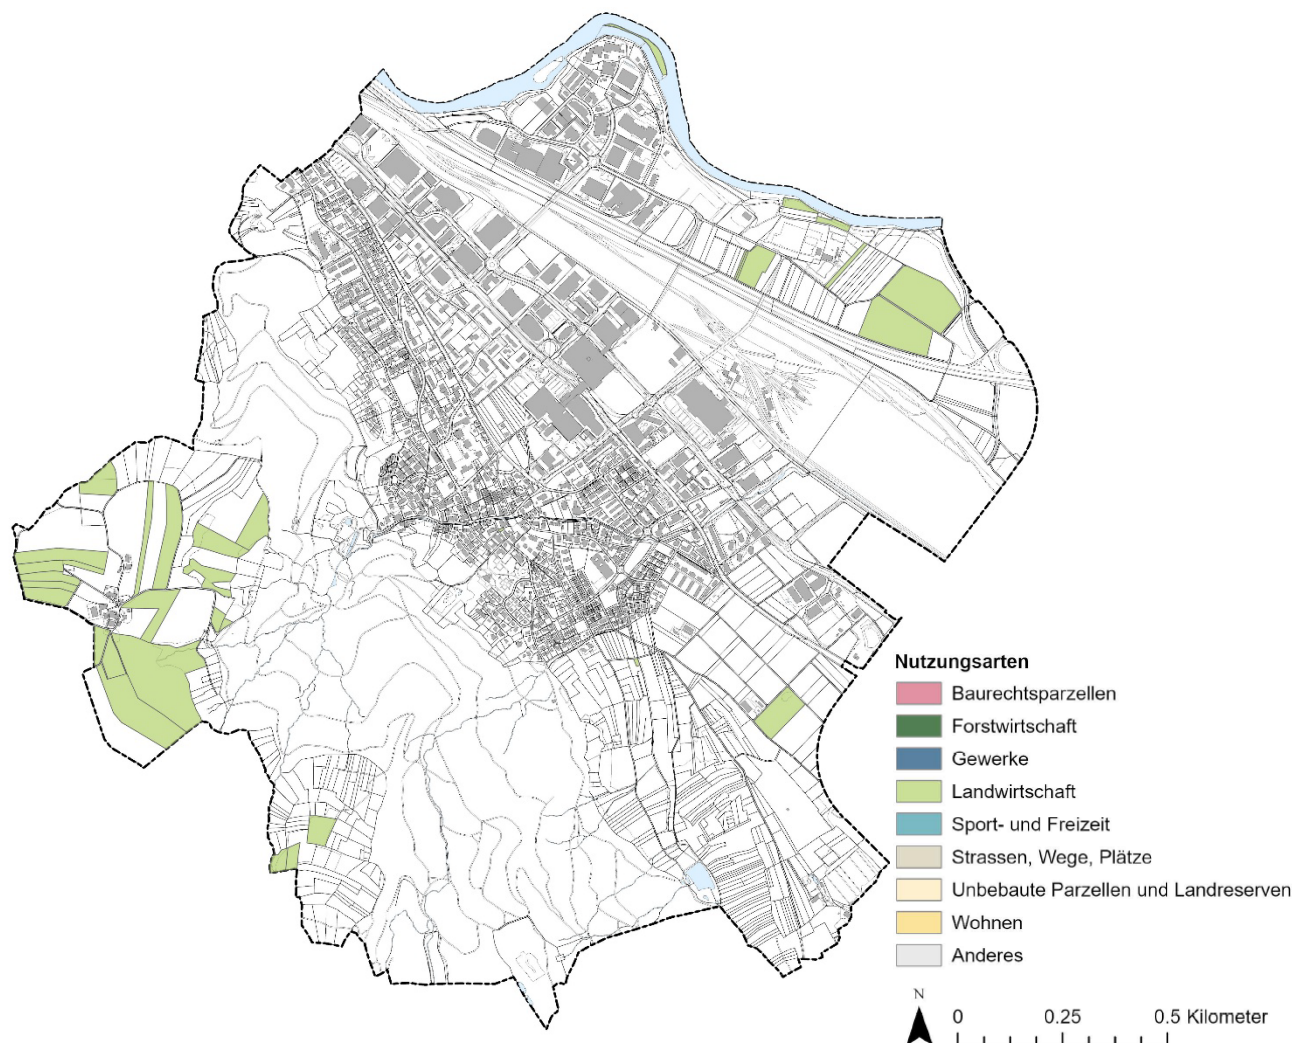 Nutzungsarten
Baurechtsparzellen
Forstwirtschaft
Gewerke
Landwirtschaft
Sport- und Freizeit
Strassen, Wege, Plätze
Unbebaute Parzellen und Landreserven
Wohnen
Anderes
N
0 0.25 0.5 Kilometer